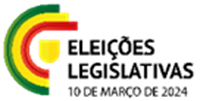 ELEIÇÕES
LEGISLATIVAS
10 DE MARÇO DE 2024